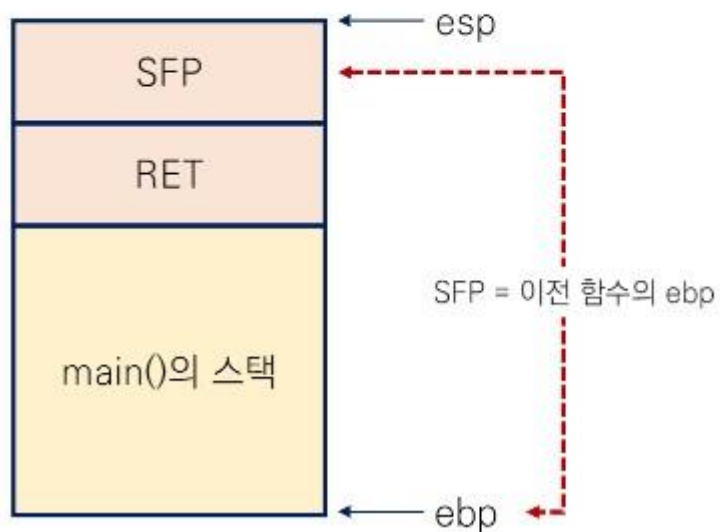 esp
SFP
RET
SFP = 이전 함수의 ebp
main()의 스택
ebp